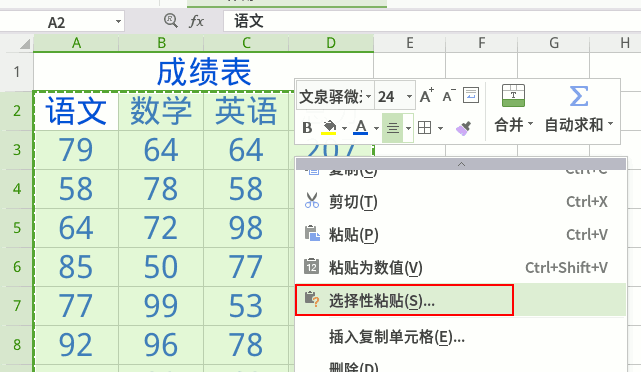 A2 fx 语文
A B C D E F G H
1 成绩表
2 语文 数学 英语
3 79 64 64 207
4 58 78 58
5 64 72 98
6 85 50 77
7 77 99 53
8 92 96 78
文泉驿微 24 A+ A-
B A 合并 自动求和
复制(C) Ctrl+C
剪切(T) Ctrl+X
粘贴(P) Ctrl+V
粘贴为数值(V) Ctrl+Shift+V
选择性粘贴(S)...
插入复制单元格(E)...
删除(D)